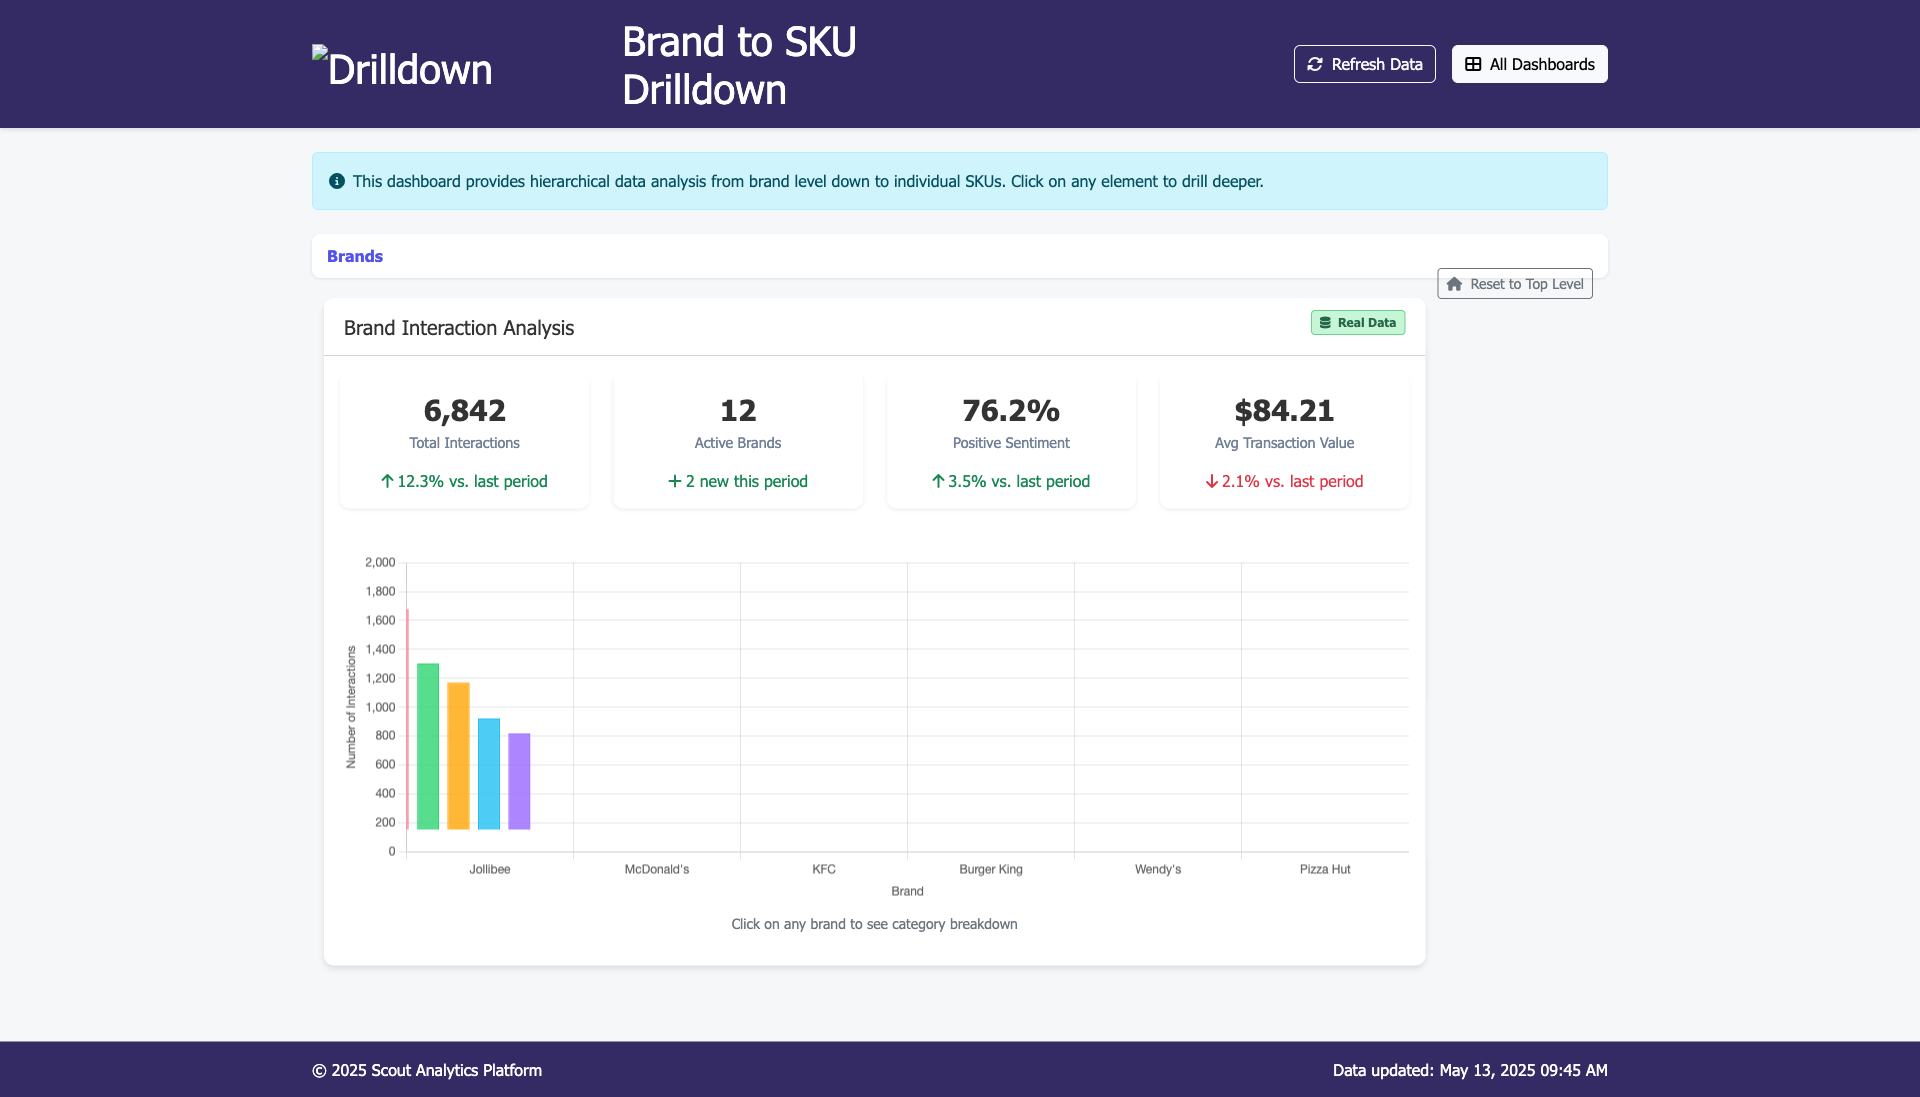 Drilldown
Brand to SKU
Drilldown
Refresh Data
All Dashboards
This dashboard provides hierarchical data analysis from brand level down to individual SKUs. Click on any element to drill deeper.
Brands
Reset to Top Level
Brand Interaction Analysis
Real Data
6,842
Total Interactions
12.3% vs. last period
12
Active Brands
2 new this period
76.2%
Positive Sentiment
3.5% vs. last period
$84.21
Avg Transaction Value
2.1% vs. last period
Number of Interactions
2,000
1,800
1,600
1,400
1,200
1,000
800
600
400
200
0
Jollibee
McDonald's
KFC
Burger King
Wendy's
Pizza Hut
Brand
Click on any brand to see category breakdown
© 2025 Scout Analytics Platform
Data updated: May 13, 2025 09:45 AM